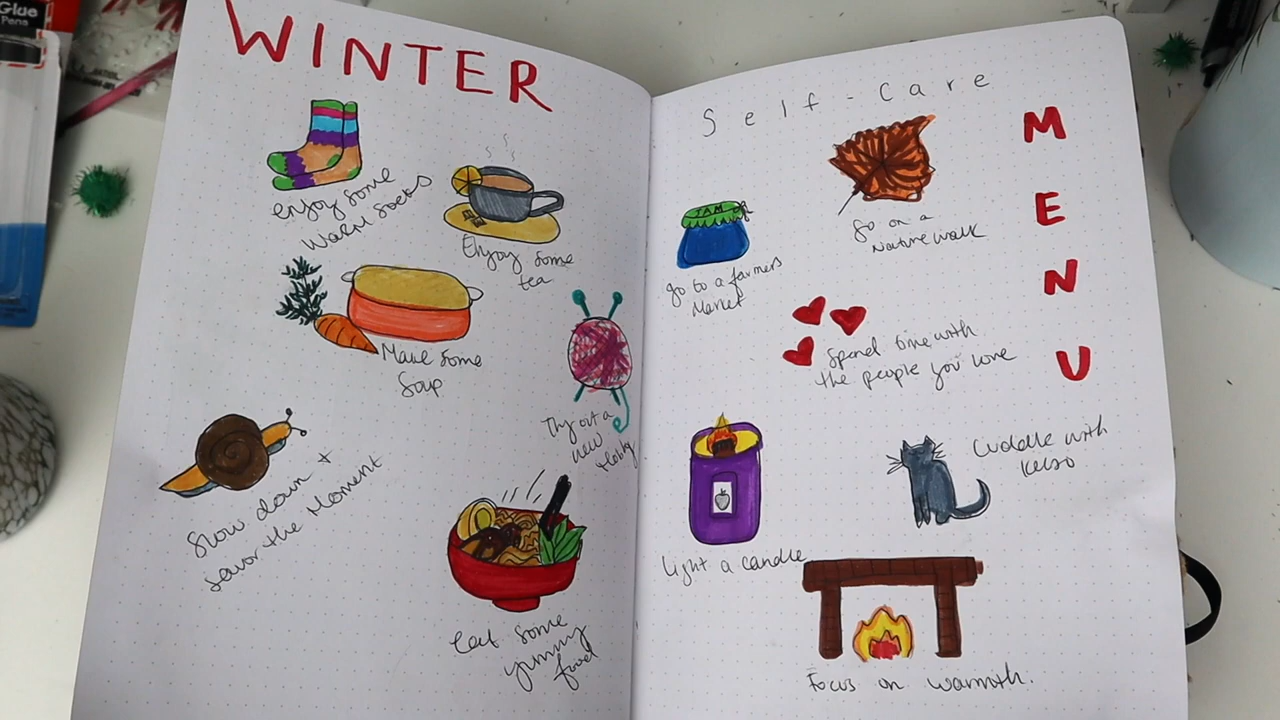 Glue
Pens
WINTER
enjoy some
warm socks
Enjoy some
tea
Make some
Soup
Try out a
new Hobby
Slow down +
savor the Moment
Eat some
yummy
food
Self-Care
MENU
JAM
go on a
Nature walk
go to a farmers
Market
Spend time with
the people you love
Light a candle
Cuddle with
Kelso
Focus on warmth.